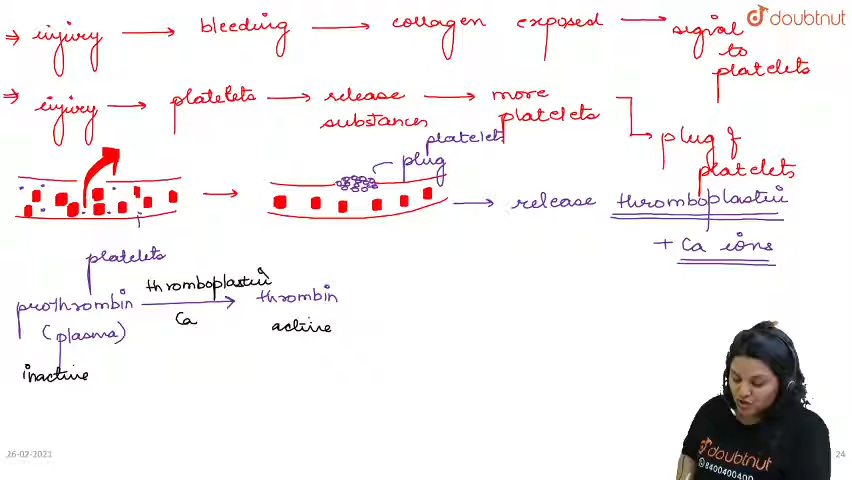 ⇒ injury → bleeding → collagen exposed → signal to platelets
⇒ injury → platelets → release substances → more platelets → plug of platelets
platelets
plug
→ release thromboplastin
+ Ca ions
platelets
prothrombin → thrombin
thromboplastin
Ca
(plasma)
active
inactive
doubtnut
doubtnut
8400400400
26-02-2021
24